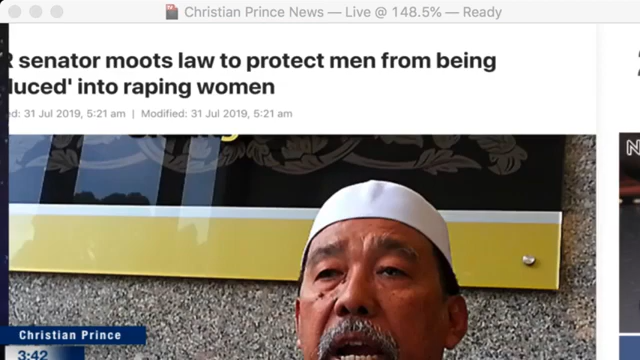 Christian Prince News — Live @ 148.5% — Ready
R senator moots law to protect men from being
duced' into raping women
ed: 31 Jul 2019, 5:21 am | Modified: 31 Jul 2019, 5:21 am
N
Christian Prince
3:42